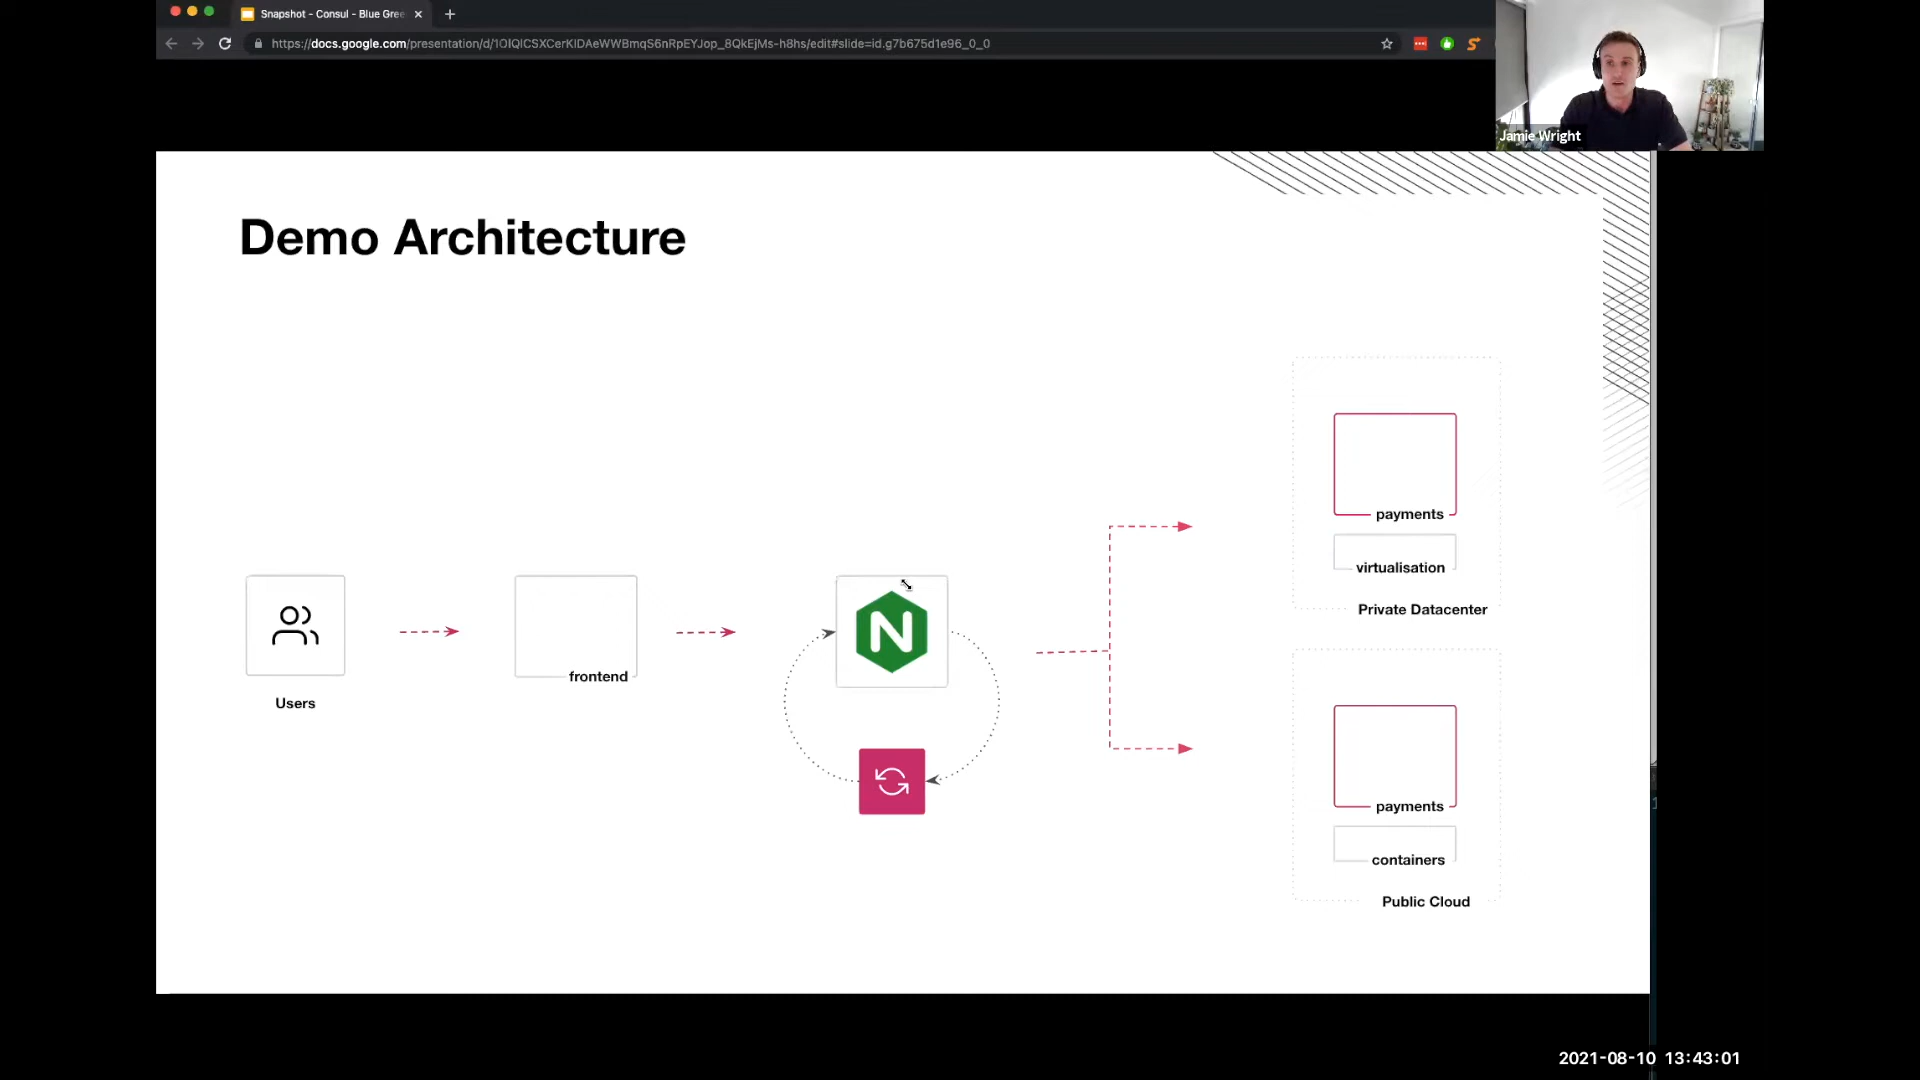 Snapshot - Consul - Blue Gree
https://docs.google.com/presentation/d/1OlQlCSXCerKIDAeWWBmqS6nRpEYJop_8QkEjMs-h8hs/edit#slide=id.g7b675d1e96_0_0
Jamie Wright
Demo Architecture
payments
virtualisation
Private Datacenter
N
frontend
Users
payments
containers
Public Cloud
2021-08-10 13:43:01